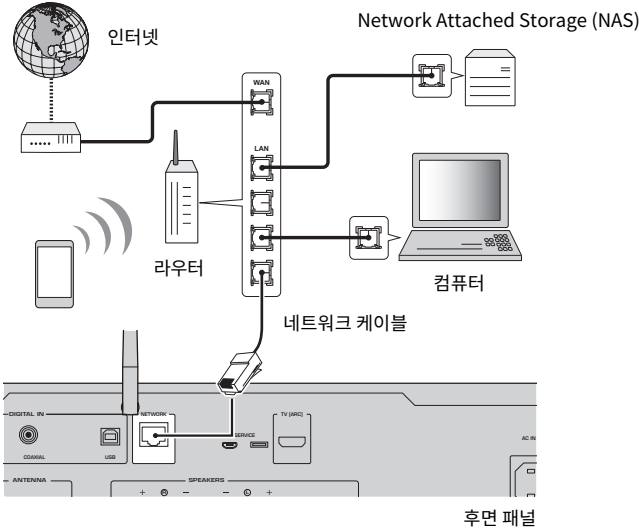 Network Attached Storage (NAS)
인터넷
WAN
LAN
라우터
컴퓨터
네트워크 케이블
DIGITAL IN
NETWORK
TV [ARC]
SERVICE
AC IN
COAXIAL
USB
ANTENNA
SPEAKERS
+ R − − L +
후면 패널